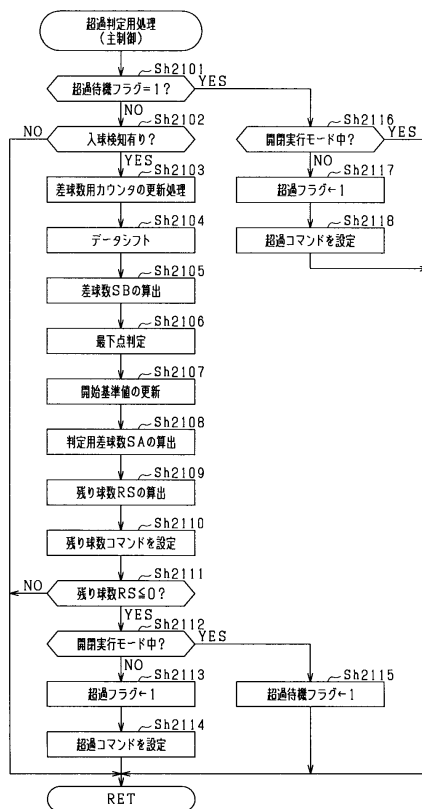 超過判定用処理
(主制御)
Sh2101
超過待機フラグ=1?
YES
NO
Sh2102
NO
入球検知有り?
YES
Sh2103
差球数用カウンタの更新処理
Sh2104
データシフト
Sh2105
差球数SBの算出
Sh2106
最下点判定
Sh2107
開始基準値の更新
Sh2108
判定用差球数SAの算出
Sh2109
残り球数RSの算出
Sh2110
残り球数コマンドを設定
Sh2111
NO
残り球数RS≦0?
YES
Sh2112
開閉実行モード中?
YES
NO
Sh2113
超過フラグ←1
Sh2114
超過コマンドを設定
Sh2115
超過待機フラグ←1
Sh2116
開閉実行モード中?
YES
NO
Sh2117
超過フラグ←1
Sh2118
超過コマンドを設定
RET